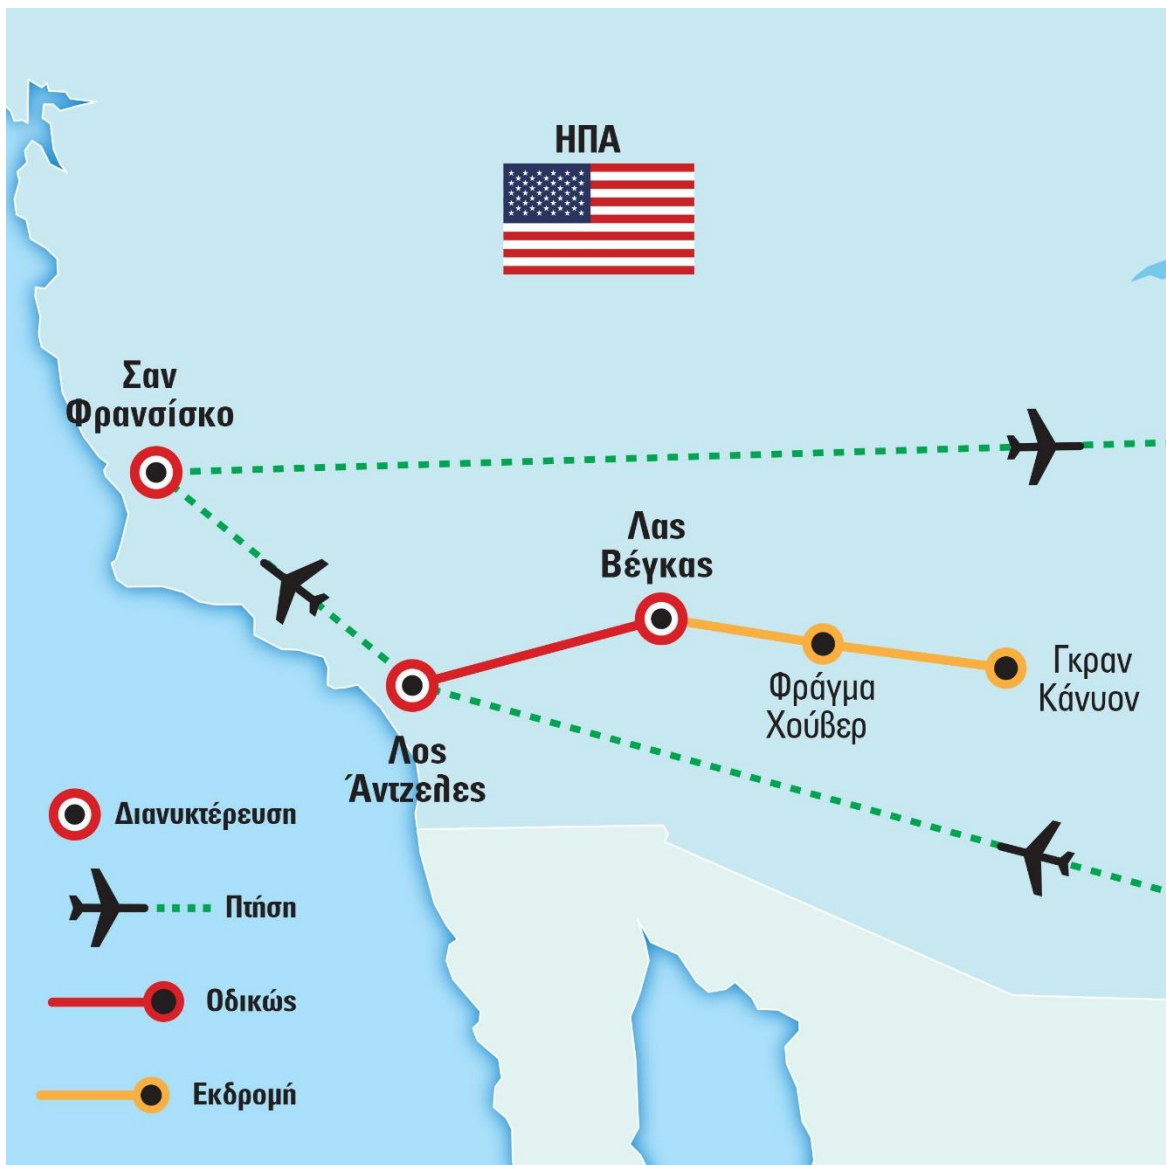 ΗΠΑ
Σαν
Φρανσίσκο
Λας
Βέγκας
Φράγμα
Χούβερ
Γκραν
Κάνυον
Λος
Άντζελες
Διανυκτέρευση
Πτήση
Οδικώς
Εκδρομή